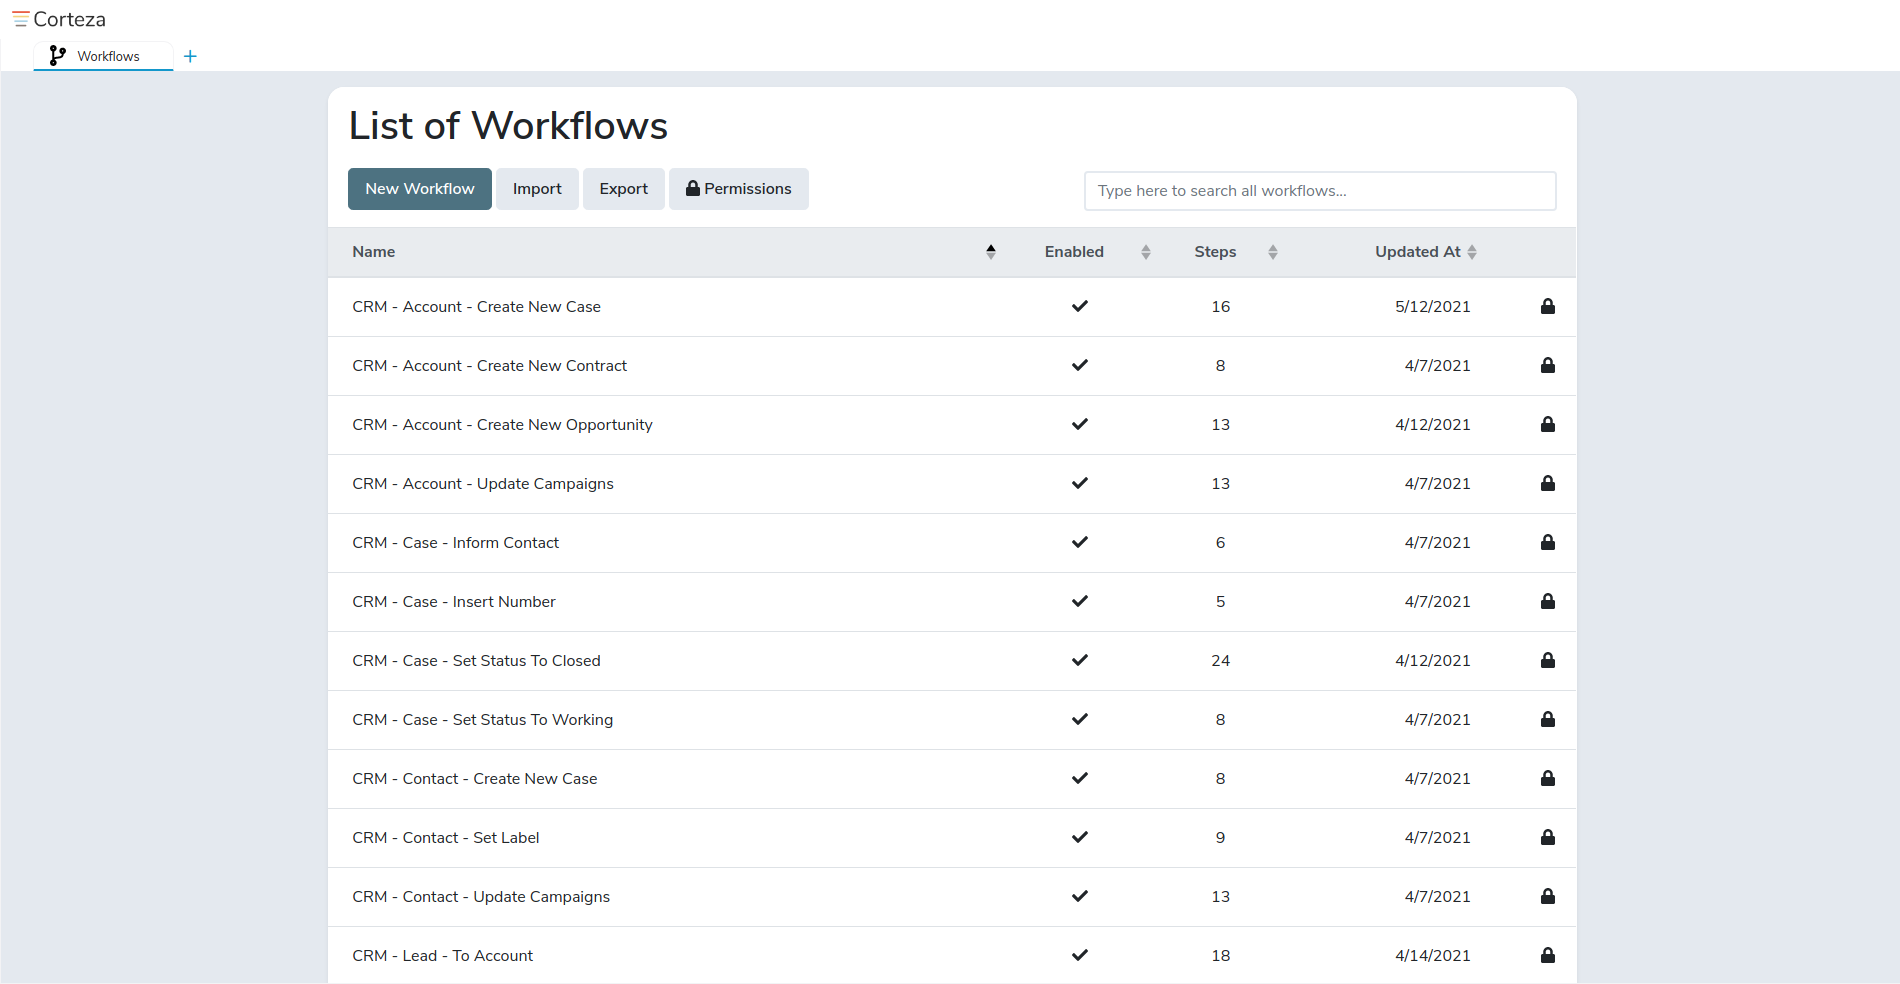 Corteza
Workflows +
List of Workflows
New Workflow Import Export Permissions Type here to search all workflows...
Name Enabled Steps Updated At
CRM - Account - Create New Case 16 5/12/2021
CRM - Account - Create New Contract 8 4/7/2021
CRM - Account - Create New Opportunity 13 4/12/2021
CRM - Account - Update Campaigns 13 4/7/2021
CRM - Case - Inform Contact 6 4/7/2021
CRM - Case - Insert Number 5 4/7/2021
CRM - Case - Set Status To Closed 24 4/12/2021
CRM - Case - Set Status To Working 8 4/7/2021
CRM - Contact - Create New Case 8 4/7/2021
CRM - Contact - Set Label 9 4/7/2021
CRM - Contact - Update Campaigns 13 4/7/2021
CRM - Lead - To Account 18 4/14/2021